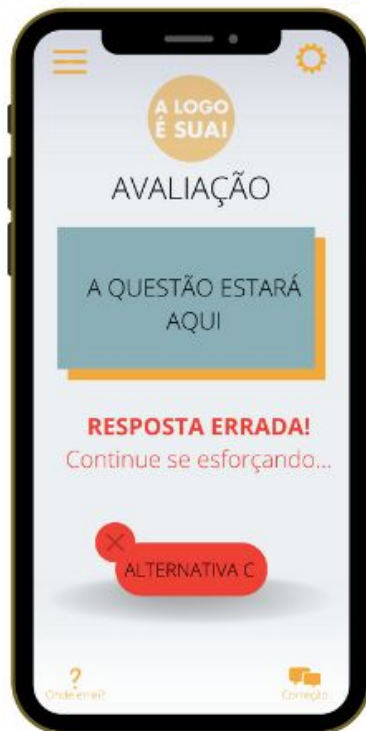 A LOGO
É SUA!
AVALIAÇÃO
A QUESTÃO ESTARÁ
AQUI
RESPOSTA ERRADA!
Continue se esforçando...
ALTERNATIVA C
?
Onde errei?
Correção